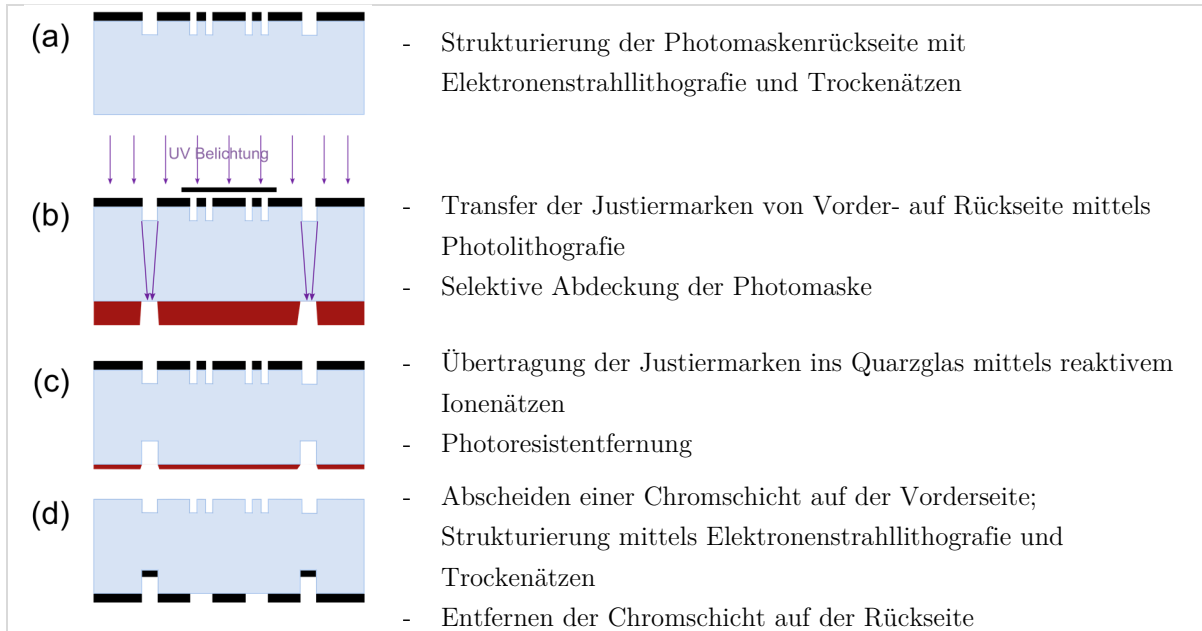 (a)
- Strukturierung der Photomaskenrückseite mit
Elektronenstrahllithografie und Trockenätzen
UV Belichtung
(b)
- Transfer der Justiermarken von Vorder- auf Rückseite mittels
Photolithografie
- Selektive Abdeckung der Photomaske
(c)
- Übertragung der Justiermarken ins Quarzglas mittels reaktivem
Ionenätzen
- Photoresistentfernung
(d)
- Abscheiden einer Chromschicht auf der Vorderseite;
Strukturierung mittels Elektronenstrahllithografie und
Trockenätzen
- Entfernen der Chromschicht auf der Rückseite